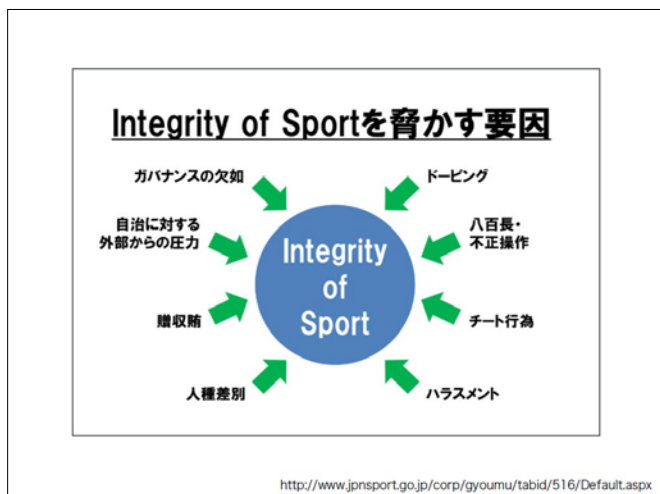 Integrity of Sportを脅かす要因
ガバナンスの欠如
自治に対する
外部からの圧力
贈収賄
人種差別
Integrity
of
Sport
ドーピング
八百長・
不正操作
チート行為
ハラスメント
http://www.jpnsport.go.jp/corp/gyoumu/tabid/516/Default.aspx